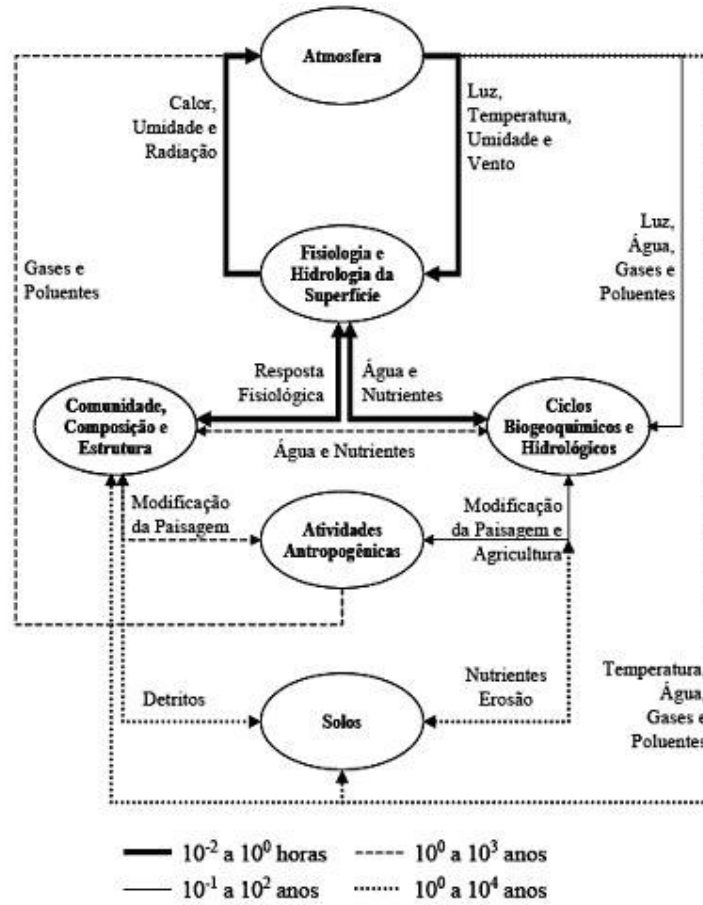 Atmosfera
Calor,
Umidade e
Radiação
Luz,
Temperatura,
Umidade e
Vento
Luz,
Água,
Gases e
Poluentes
Gases e
Poluentes
Fisiologia e
Hidrologia da
Superfície
Resposta
Fisiológica
Água e
Nutrientes
Comunidade,
Composição e
Estrutura
Ciclos
Biogeoquímicos e
Hidrológicos
Água e Nutrientes
Modificação
da Paisagem
Atividades
Antropogênicas
Modificação
da Paisagem e
Agricultura
Detritos
Solos
Nutrientes
Erosão
Temperatura,
Água,
Gases e
Poluentes
10⁻² a 10⁰ horas
10⁰ a 10³ anos
10⁻¹ a 10² anos
10⁰ a 10⁴ anos